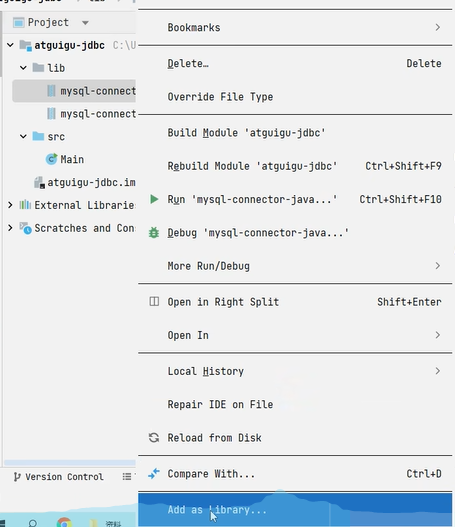 Project
atguigu-jdbc C:\U
lib
mysql-connect
mysql-connect
src
Main
atguigu-jdbc.im
External Librarie
Scratches and Con
Version Control
资料
Bookmarks
Delete… Delete
Override File Type
Build Module 'atguigu-jdbc'
Rebuild Module 'atguigu-jdbc' Ctrl+Shift+F9
Run 'mysql-connector-java...' Ctrl+Shift+F10
Debug 'mysql-connector-java...'
More Run/Debug
Open in Right Split Shift+Enter
Open In
Local History
Repair IDE on File
Reload from Disk
Compare With... Ctrl+D
Add as Library...